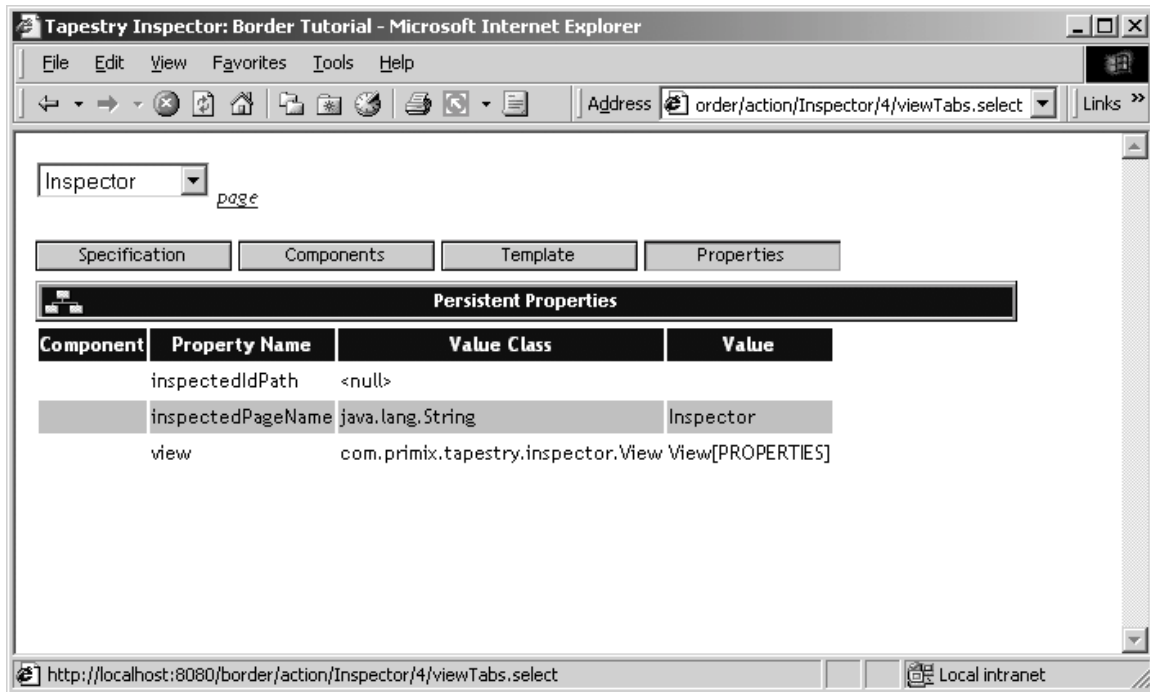 Tapestry Inspector: Border Tutorial - Microsoft Internet Explorer
File Edit View Favorites Tools Help
Address order/action/Inspector/4/viewTabs.select Links »
Inspector page
Specification Components Template Properties
Persistent Properties
Component Property Name Value Class Value
inspectedIdPath <null>
inspectedPageName java.lang.String Inspector
view com.primix.tapestry.inspector.View View[PROPERTIES]
http://localhost:8080/border/action/Inspector/4/viewTabs.select Local intranet